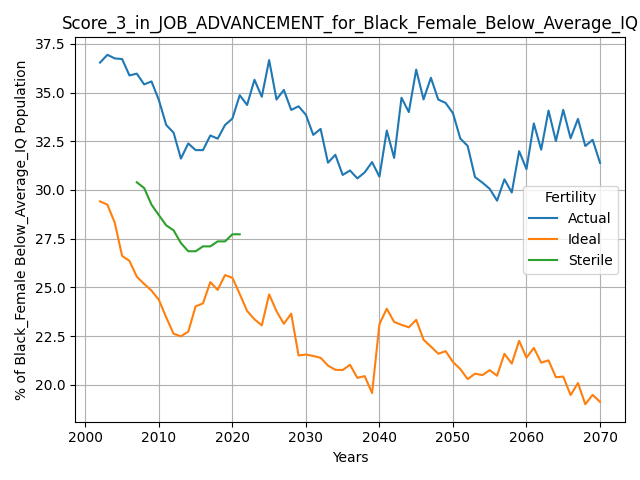 Score_3_in_JOB_ADVANCEMENT_for_Black_Female_Below_Average_IQ
% of Black_Female Below_Average_IQ Population
37.5
35.0
32.5
30.0
27.5
25.0
22.5
20.0
Fertility
Actual
Ideal
Sterile
2000 2010 2020 2030 2040 2050 2060 2070
Years